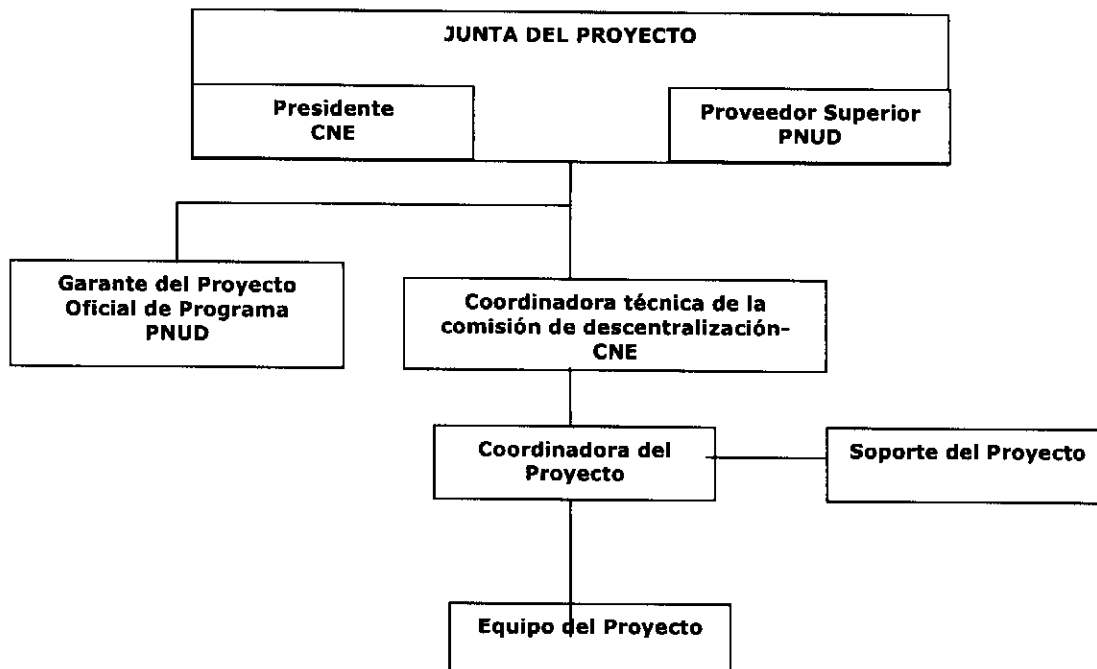 JUNTA DEL PROYECTO
Presidente
CNE
Proveedor Superior
PNUD
Garante del Proyecto
Oficial de Programa
PNUD
Coordinadora técnica de la
comisión de descentralización-
CNE
Coordinadora del
Proyecto
Soporte del Proyecto
Equipo del Proyecto